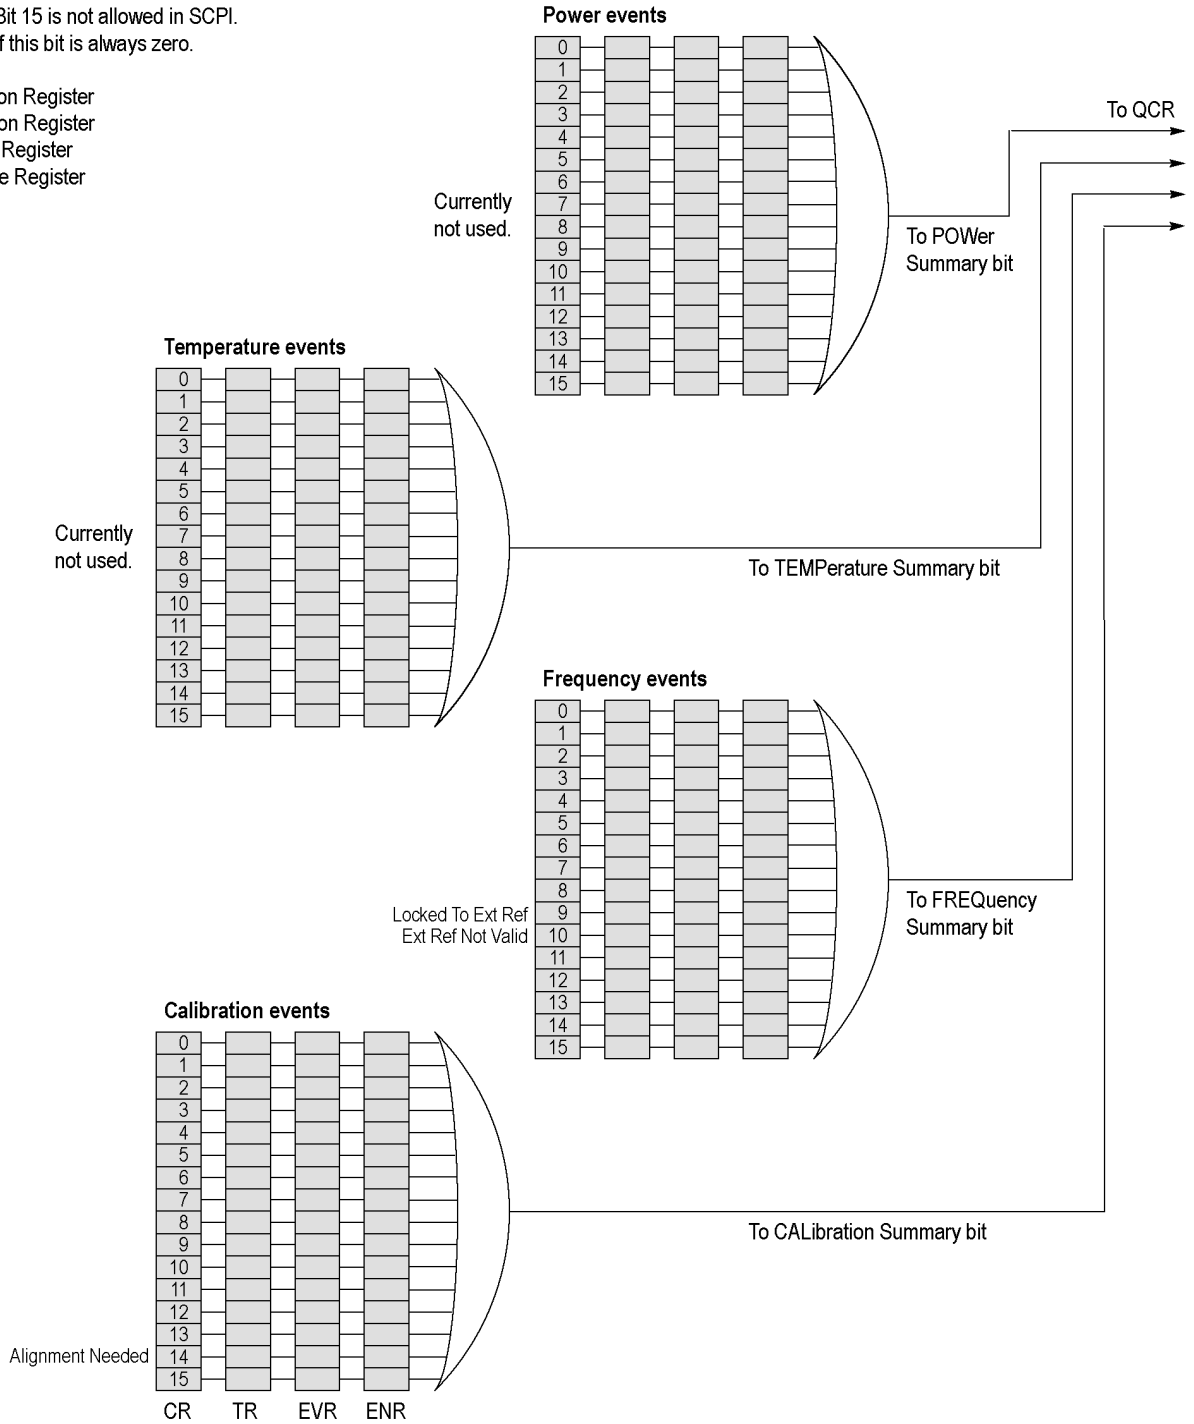 Bit 15 is not allowed in SCPI.
this bit is always zero.
Register
Register
Register
Register
Power events
0
1
2
3
4
5
6
7
8
9
10
11
12
13
14
15
Currently
not used.
To POWer
Summary bit
To QCR
Temperature events
0
1
2
3
4
5
6
7
8
9
10
11
12
13
14
15
Currently
not used.
To TEMPerature Summary bit
Frequency events
0
1
2
3
4
5
6
7
8
Locked To Ext Ref 9
Ext Ref Not Valid 10
11
12
13
14
15
To FREQuency
Summary bit
Calibration events
0
1
2
3
4
5
6
7
8
9
10
11
12
13
Alignment Needed 14
15
To CALibration Summary bit
CR TR EVR ENR